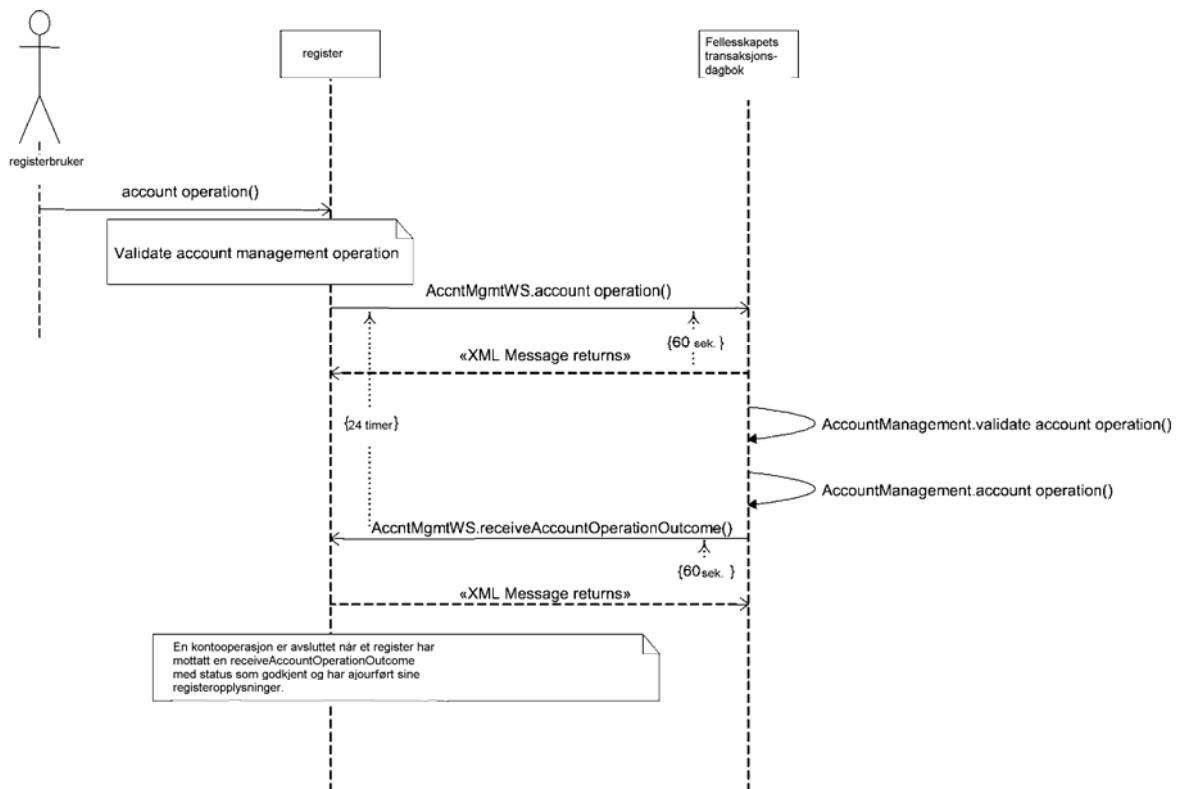 register
Fellesskapets
transaksjons-
dagbok
registerbruker
account operation()
Validate account management operation
AccntMgmtWS.account operation()
{60 sek. }
«XML Message returns»
{24 timer}
AccountManagement.validate account operation()
AccountManagement.account operation()
AccntMgmtWS.receiveAccountOperationOutcome()
{60 sek. }
«XML Message returns»
En kontooperasjon er avsluttet når et register har
mottatt en receiveAccountOperationOutcome
med status som godkjent og har ajourført sine
registeropplysninger.